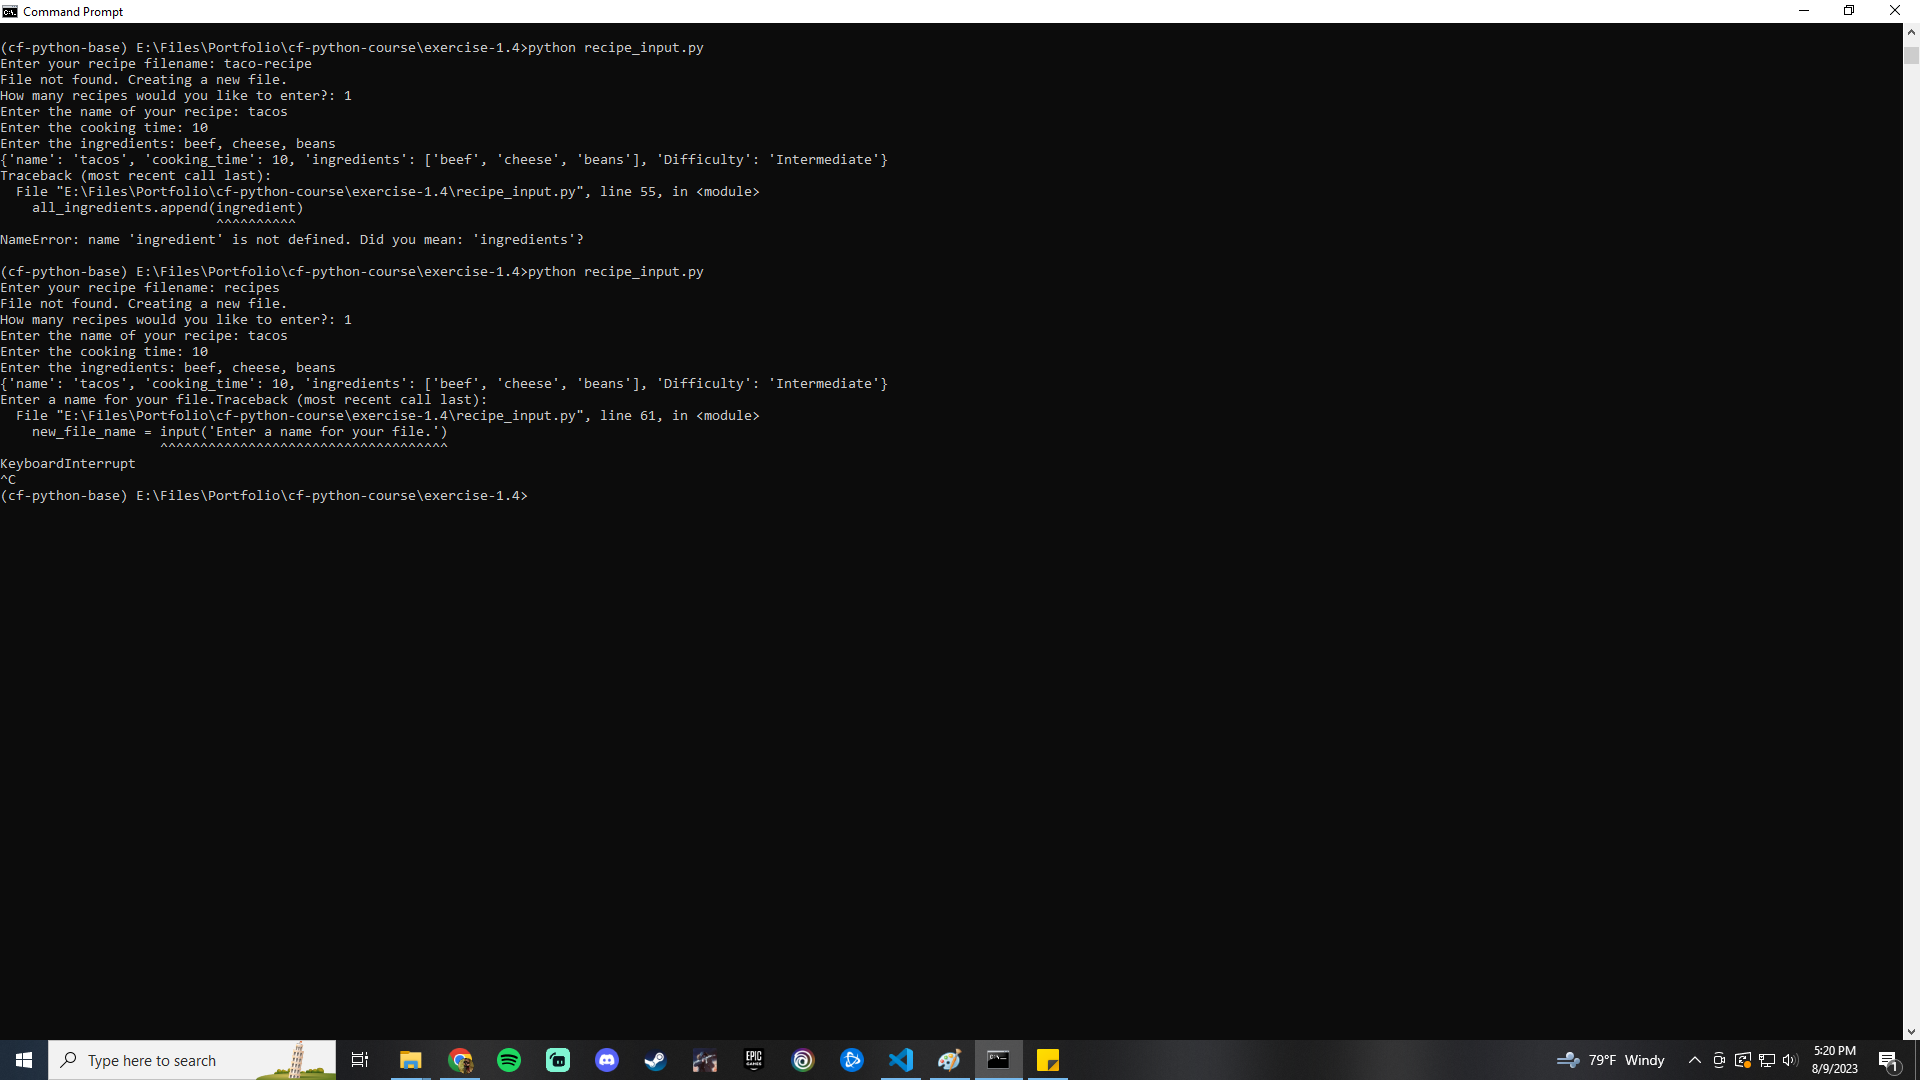 Command Prompt
(cf-python-base) E:\Files\Portfolio\cf-python-course\exercise-1.4>python recipe_input.py
Enter your recipe filename: taco-recipe
File not found. Creating a new file.
How many recipes would you like to enter?: 1
Enter the name of your recipe: tacos
Enter the cooking time: 10
Enter the ingredients: beef, cheese, beans
{'name': 'tacos', 'cooking_time': 10, 'ingredients': ['beef', 'cheese', 'beans'], 'Difficulty': 'Intermediate'}
Traceback (most recent call last):
  File "E:\Files\Portfolio\cf-python-course\exercise-1.4\recipe_input.py", line 55, in <module>
    all_ingredients.append(ingredient)
                           ^^^^^^^^^^
NameError: name 'ingredient' is not defined. Did you mean: 'ingredients'?
(cf-python-base) E:\Files\Portfolio\cf-python-course\exercise-1.4>python recipe_input.py
Enter your recipe filename: recipes
File not found. Creating a new file.
How many recipes would you like to enter?: 1
Enter the name of your recipe: tacos
Enter the cooking time: 10
Enter the ingredients: beef, cheese, beans
{'name': 'tacos', 'cooking_time': 10, 'ingredients': ['beef', 'cheese', 'beans'], 'Difficulty': 'Intermediate'}
Enter a name for your file.Traceback (most recent call last):
  File "E:\Files\Portfolio\cf-python-course\exercise-1.4\recipe_input.py", line 61, in <module>
    new_file_name = input('Enter a name for your file.')
                    ^^^^^^^^^^^^^^^^^^^^^^^^^^^^^^^^^^^^
KeyboardInterrupt
^C
(cf-python-base) E:\Files\Portfolio\cf-python-course\exercise-1.4>
Type here to search
EPIC
GAMES
79°F Windy
5:20 PM
8/9/2023
1